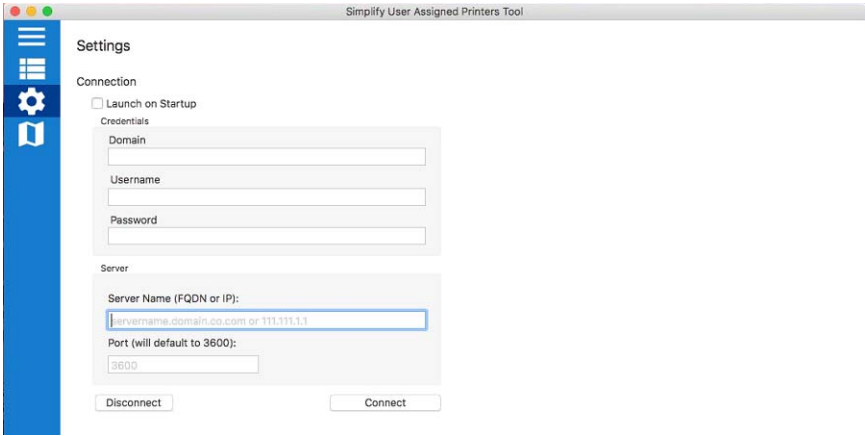 Simplify User Assigned Printers Tool
Settings
Connection
Launch on Startup
Credentials
Domain
Username
Password
Server
Server Name (FQDN or IP):
servername.domain.co.com or 111.111.1.1
Port (will default to 3600):
3600
Disconnect Connect